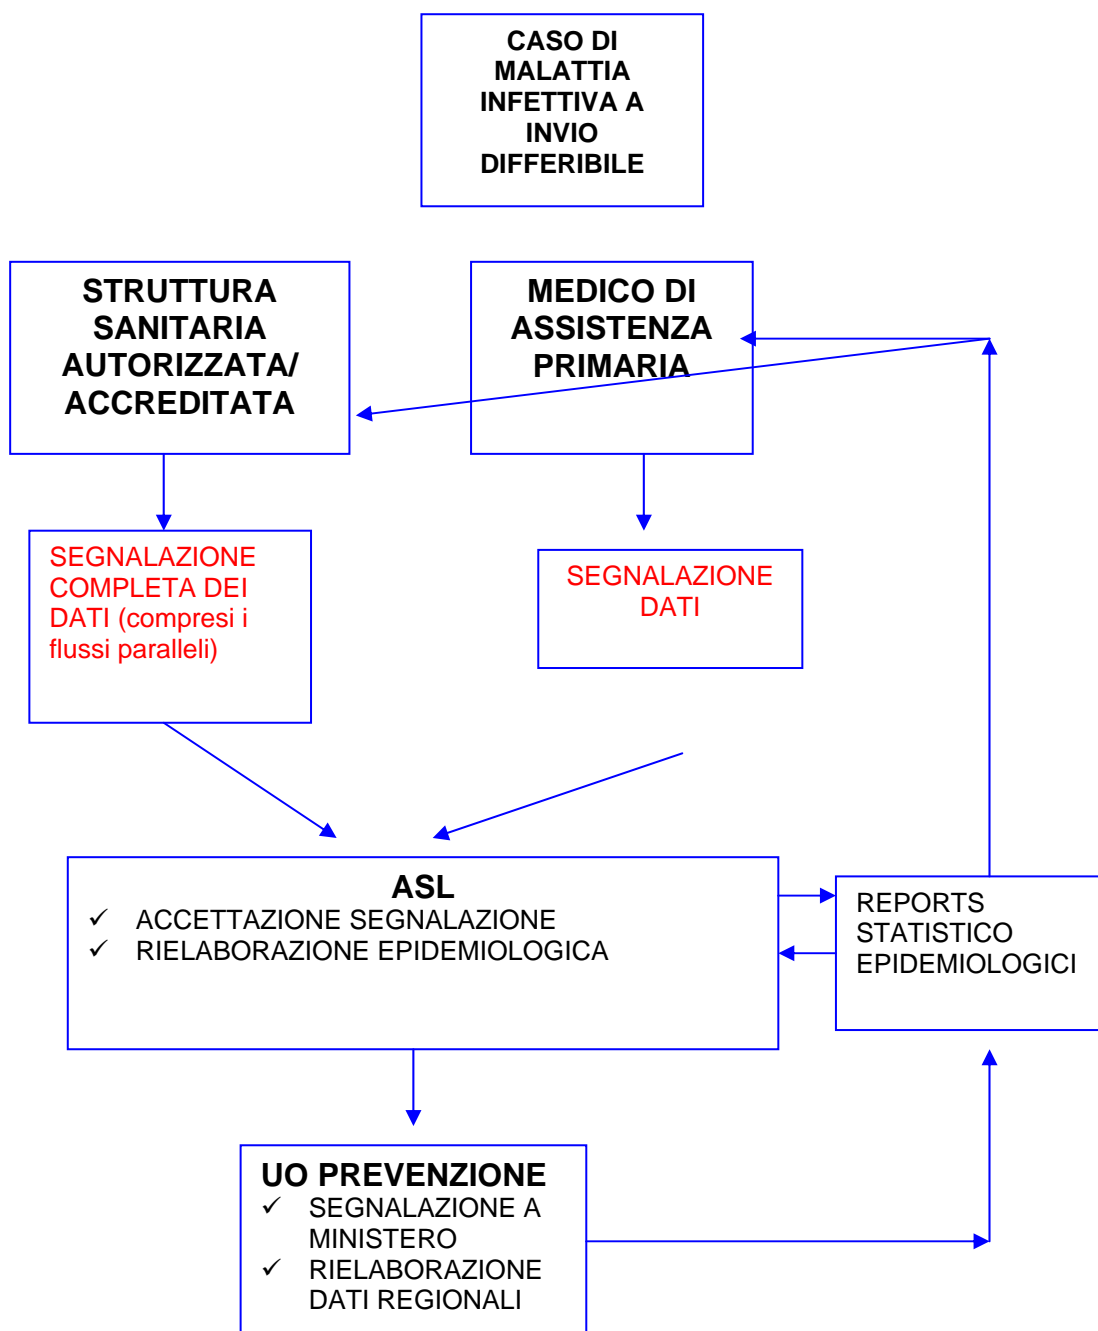 CASO DI
MALATTIA
INFETTIVA A
INVIO
DIFFERIBILE
STRUTTURA
SANITARIA
AUTORIZZATA/
ACCREDITATA
MEDICO DI
ASSISTENZA
PRIMARIA
SEGNALAZIONE
COMPLETA DEI
DATI (compresi i
flussi paralleli)
SEGNALAZIONE
DATI
ASL
✓ ACCETTAZIONE SEGNALAZIONE
✓ RIELABORAZIONE EPIDEMIOLOGICA
REPORTS
STATISTICO
EPIDEMIOLOGICI
UO PREVENZIONE
✓ SEGNALAZIONE A
MINISTERO
✓ RIELABORAZIONE
DATI REGIONALI